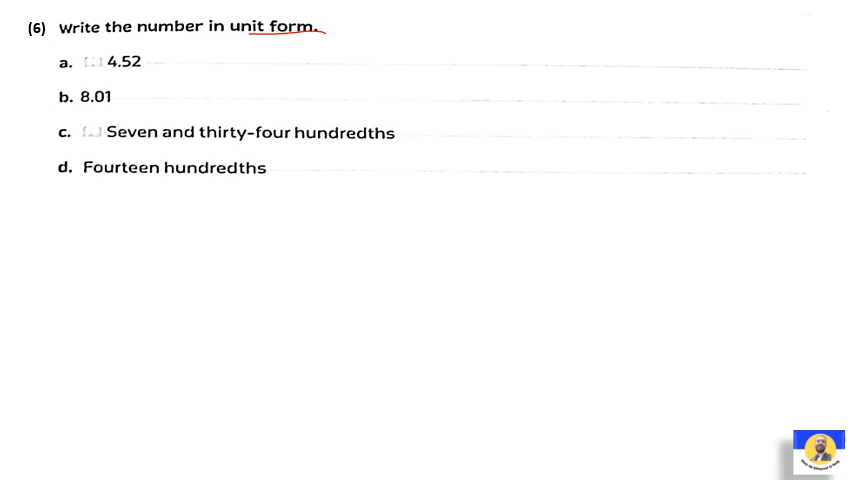 (6) Write the number in unit form.
a. 4.52
b. 8.01
c. Seven and thirty-four hundredths
d. Fourteen hundredths